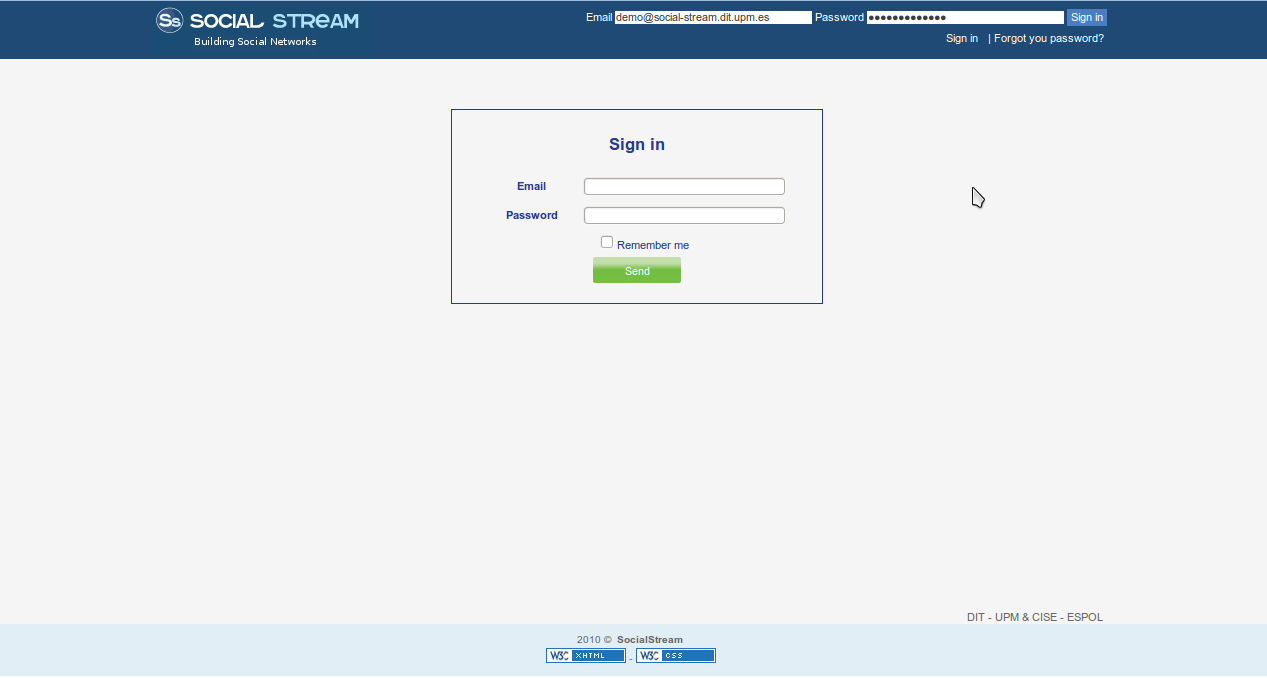 Ss SOCIAL STREAM
Building Social Networks
Email demo@social-stream.dit.upm.es Password ●●●●●●●●●●●●● Sign in
Sign in | Forgot you password?
Sign in
Email
Password
Remember me
Send
DIT - UPM & CISE - ESPOL
2010 © SocialStream
W3C XHTML - W3C CSS